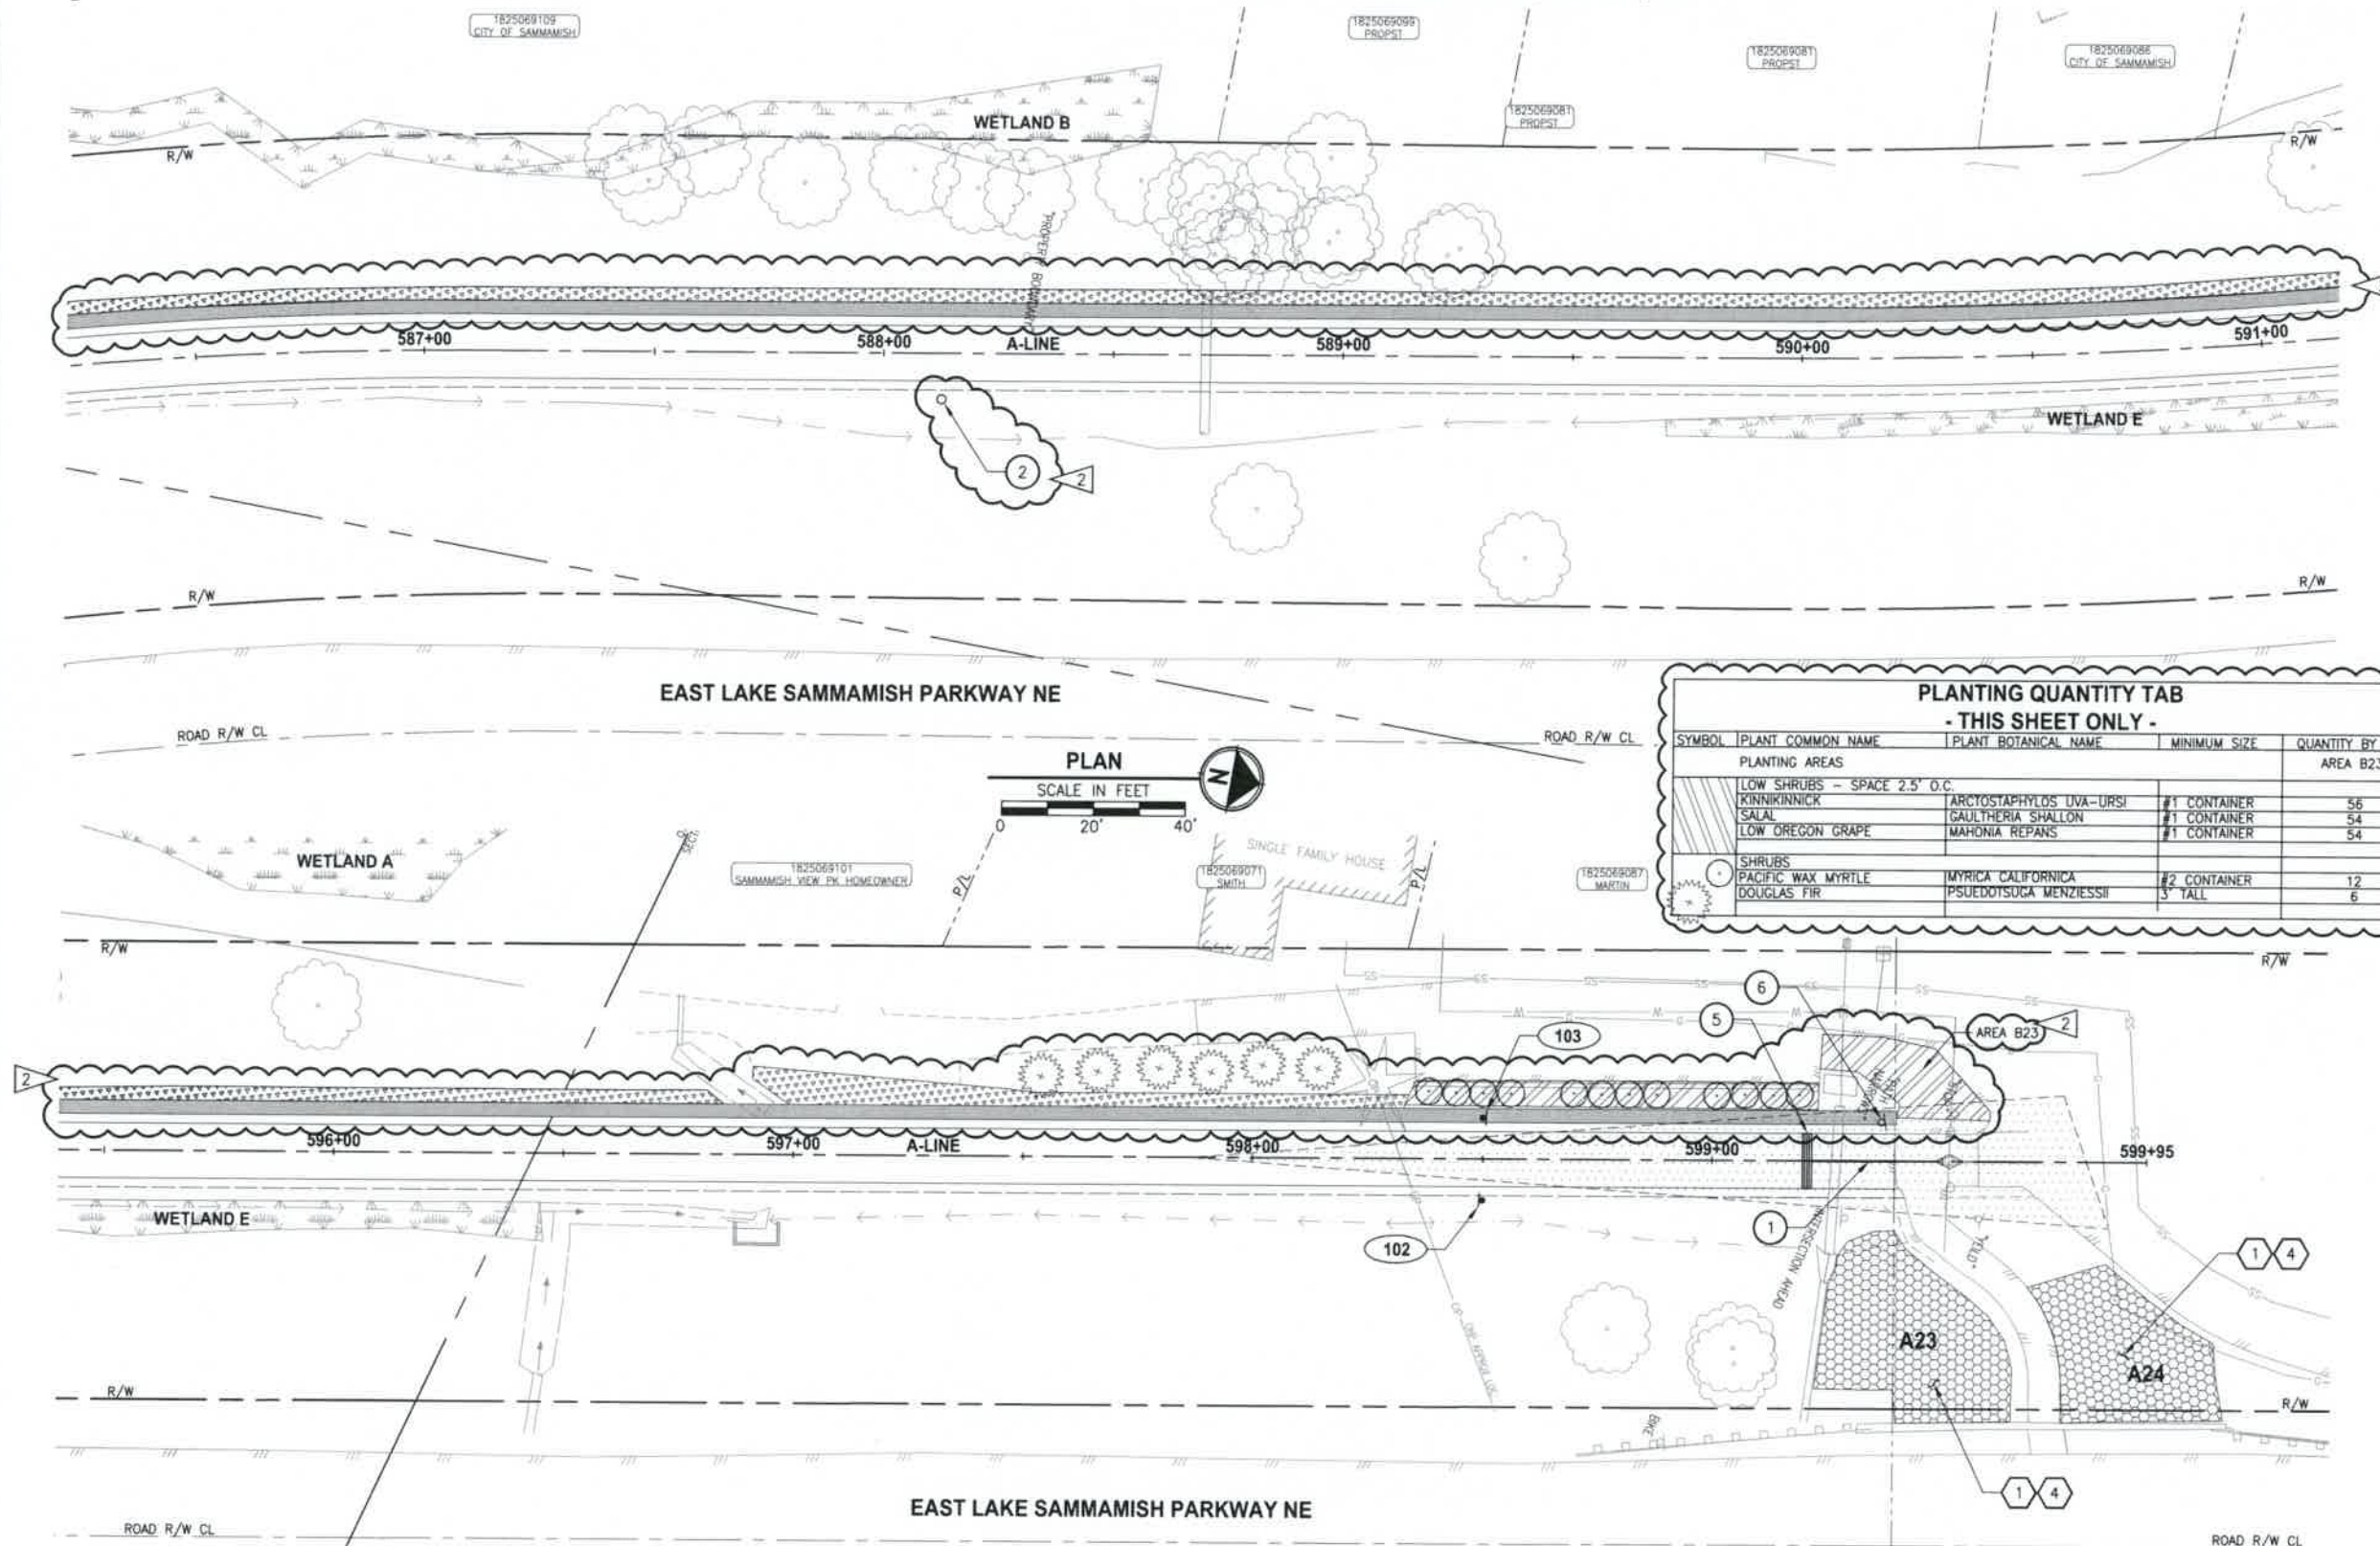 1825069109
CITY OF SAMMAMISH
1825069099
PROPST
1825069081
PROPST
1825069086
CITY OF SAMMAMISH
1825069081
PROPST
WETLAND B
R/W
R/W
587+00
588+00
A-LINE
589+00
590+00
591+00
WETLAND E
2
2
R/W
R/W
EAST LAKE SAMMAMISH PARKWAY NE
ROAD R/W CL
ROAD R/W CL
PLAN
SCALE IN FEET
0 20' 40'
N
PLANTING QUANTITY TAB
- THIS SHEET ONLY -
SYMBOL PLANT COMMON NAME PLANT BOTANICAL NAME MINIMUM SIZE QUANTITY BY
PLANTING AREAS AREA B23
LOW SHRUBS - SPACE 2.5' O.C.
KINNIKINNICK ARCTOSTAPHYLOS UVA-URSI #1 CONTAINER 56
SALAL GAULTHERIA SHALLON #1 CONTAINER 54
LOW OREGON GRAPE MAHONIA REPANS #1 CONTAINER 54
SHRUBS
PACIFIC WAX MYRTLE MYRICA CALIFORNICA #2 CONTAINER 12
DOUGLAS FIR PSUEDOTSUGA MENZIESSII 3' TALL 6
WETLAND A
1825069101
SAMMAMISH VIEW PK HOMEOWNER
P/L
1825069071
SMITH
SINGLE FAMILY HOUSE
P/L
1825069087
MARTIN
R/W
R/W
6
5
103
AREA B23
2
2
596+00
597+00
A-LINE
598+00
599+00
599+95
WETLAND E
102
1
INTERSECTION AHEAD
1 4
A23
A24
R/W
R/W
BIKE
1 4
EAST LAKE SAMMAMISH PARKWAY NE
ROAD R/W CL
ROAD R/W CL